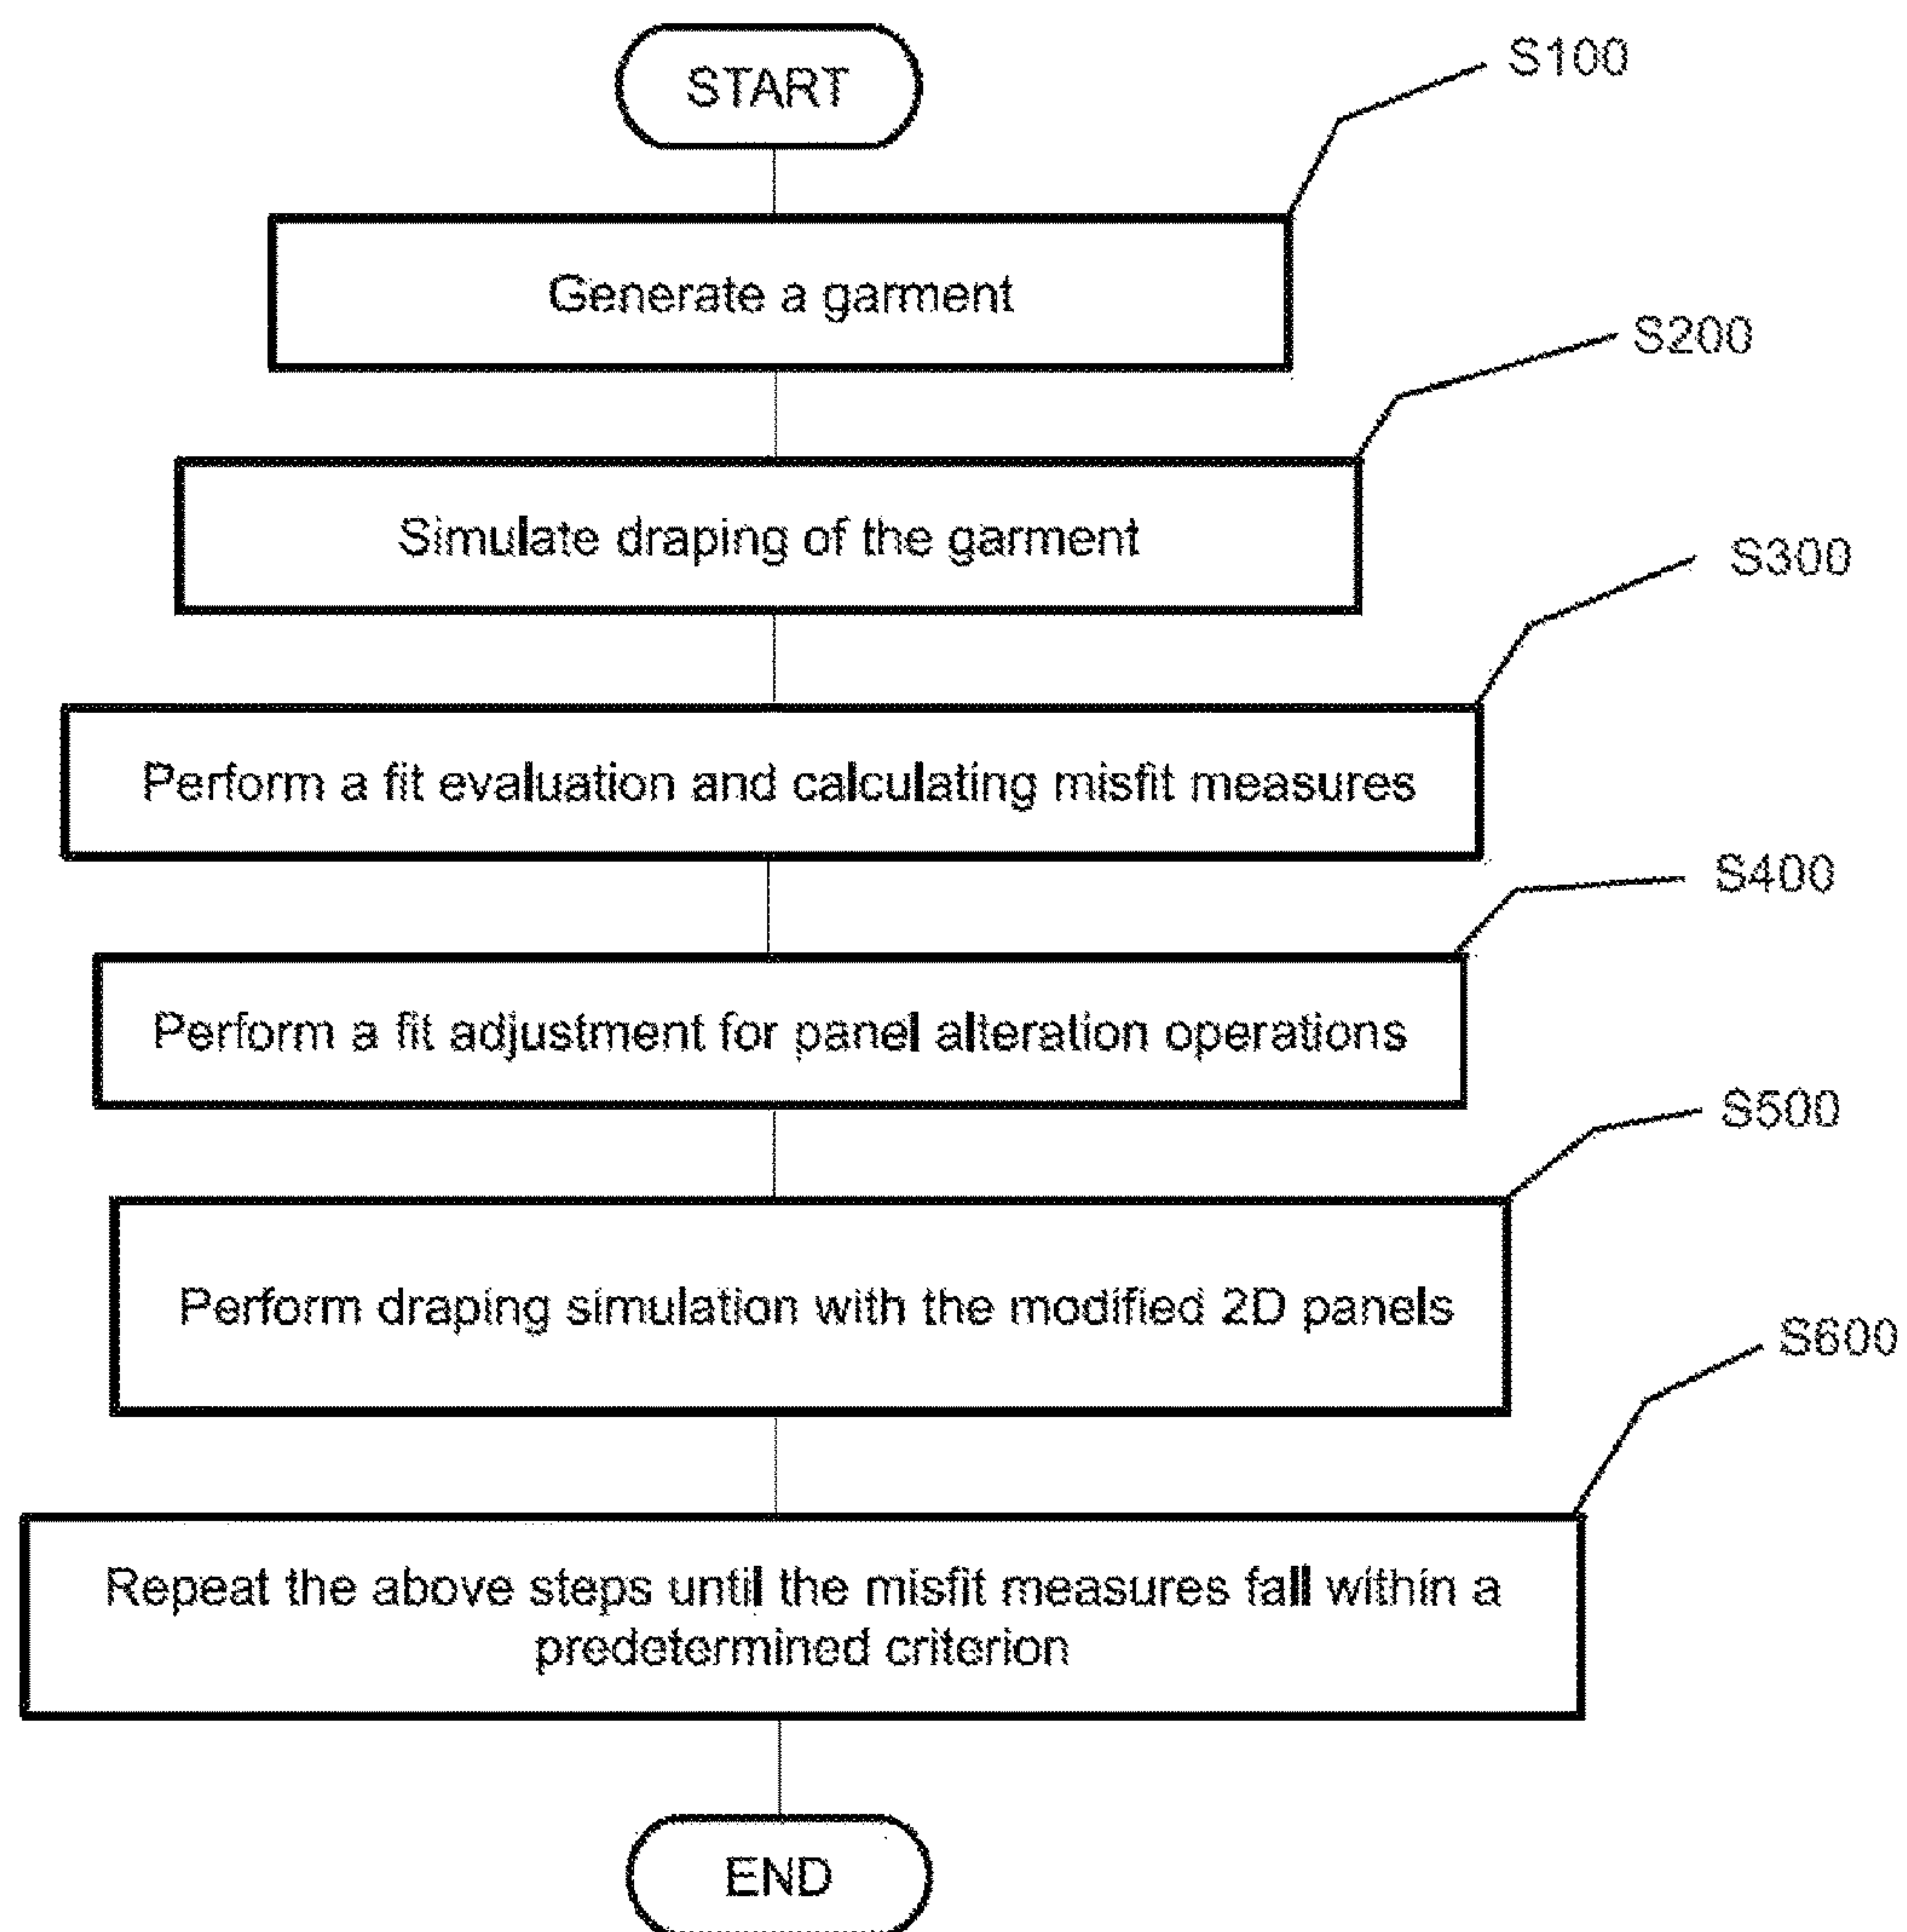 START
S100
Generate a garment
S200
Simulate draping of the garment
S300
Perform a fit evaluation and calculating misfit measures
S400
Perform a fit adjustment for panel alteration operations
S500
Perform draping simulation with the modified 2D panels
S600
Repeat the above steps until the misfit measures fall within a
predetermined criterion
END